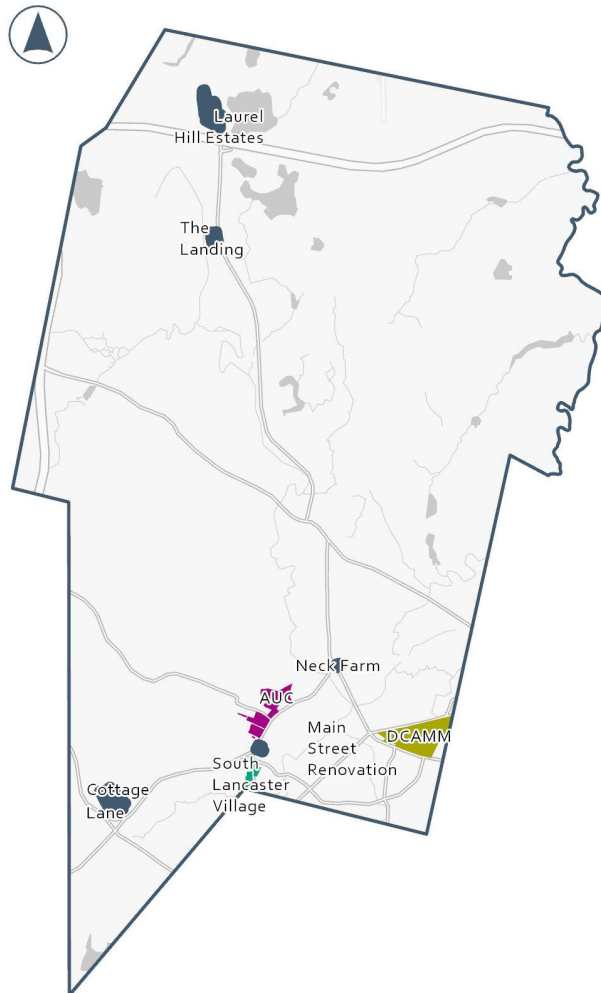 Laurel
Hill Estates
The
Landing
Neck Farm
AUC
Main
Street
Renovation
DCAMM
South
Lancaster
Village
Cottage
Lane